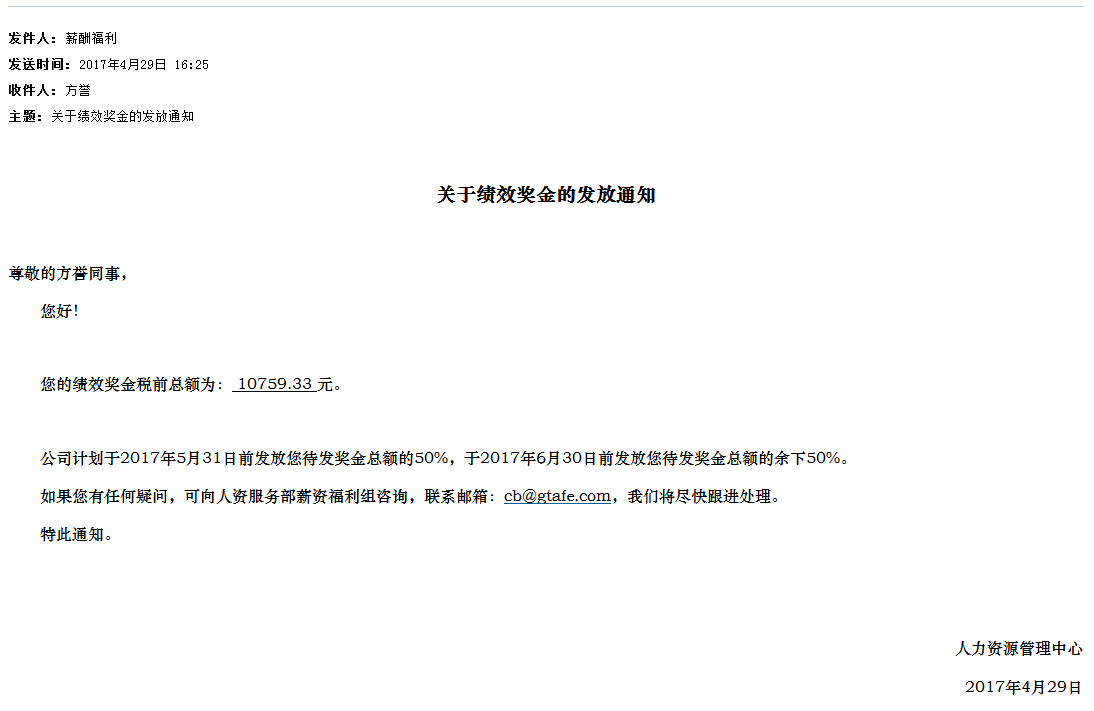 发件人：薪酬福利
发送时间：2017年4月29日 16:25
收件人：方誉
主题：关于绩效奖金的发放通知
关于绩效奖金的发放通知
尊敬的方誉同事，
您好！
您的绩效奖金税前总额为： 10759.33 元。
公司计划于2017年5月31日前发放您待发奖金总额的50%，于2017年6月30日前发放您待发奖金总额的余下50%。
如果您有任何疑问，可向人资服务部薪资福利组咨询，联系邮箱：cb@gtafe.com，我们将尽快跟进处理。
特此通知。
人力资源管理中心
2017年4月29日